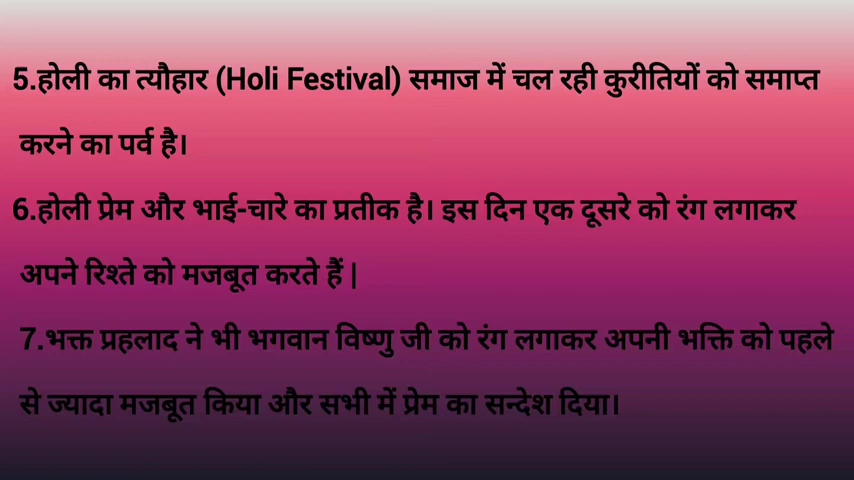 5.होली का त्यौहार (Holi Festival) समाज में चल रही कुरीतियों को समाप्त
करने का पर्व है।
6.होली प्रेम और भाई-चारे का प्रतीक है। इस दिन एक दूसरे को रंग लगाकर
अपने रिश्ते को मजबूत करते हैं |
7.भक्त प्रहलाद ने भी भगवान विष्णु जी को रंग लगाकर अपनी भक्ति को पहले
से ज्यादा मजबूत किया और सभी में प्रेम का सन्देश दिया।